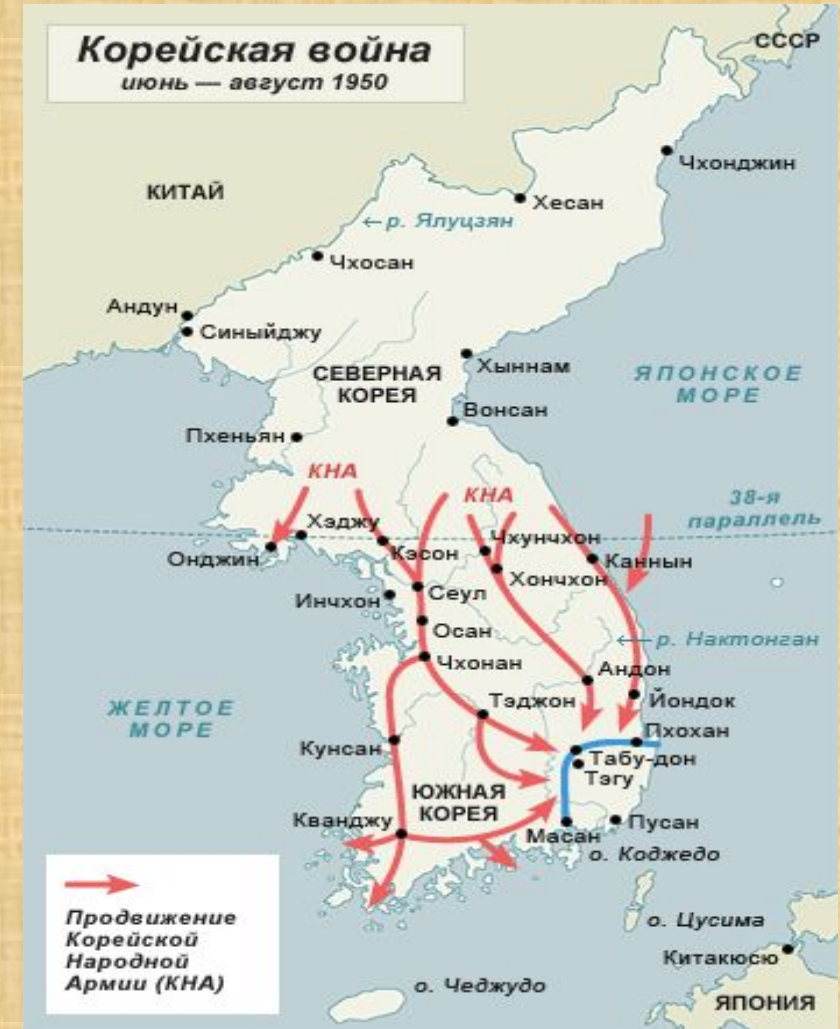 Корейская война
июнь — август 1950
СССР
Чхонджин
КИТАЙ
Хесан
р. Ялуцзян
Чхосан
Андун
Синыйджу
Хыннам
СЕВЕРНАЯ
КОРЕЯ
ЯПОНСКОЕ
МОРЕ
Вонсан
Пхеньян
КНА
КНА
38-я
параллель
Хэджу
Чхунчхон
Кэсон
Онджин
Каннын
Хончхон
Сеул
Инчхон
Осан
р. Нактонган
Чхонан
Андон
Тэджон
Йондок
ЖЕЛТОЕ
МОРЕ
Пхохан
Кунсан
Табу-дон
Тэгу
ЮЖНАЯ
КОРЕЯ
Кванджу
Масан
Пусан
о. Коджедо
Продвижение
Корейской
Народной
Армии (КНА)
о. Цусима
Китакюсю
о. Чеджудо
ЯПОНИЯ